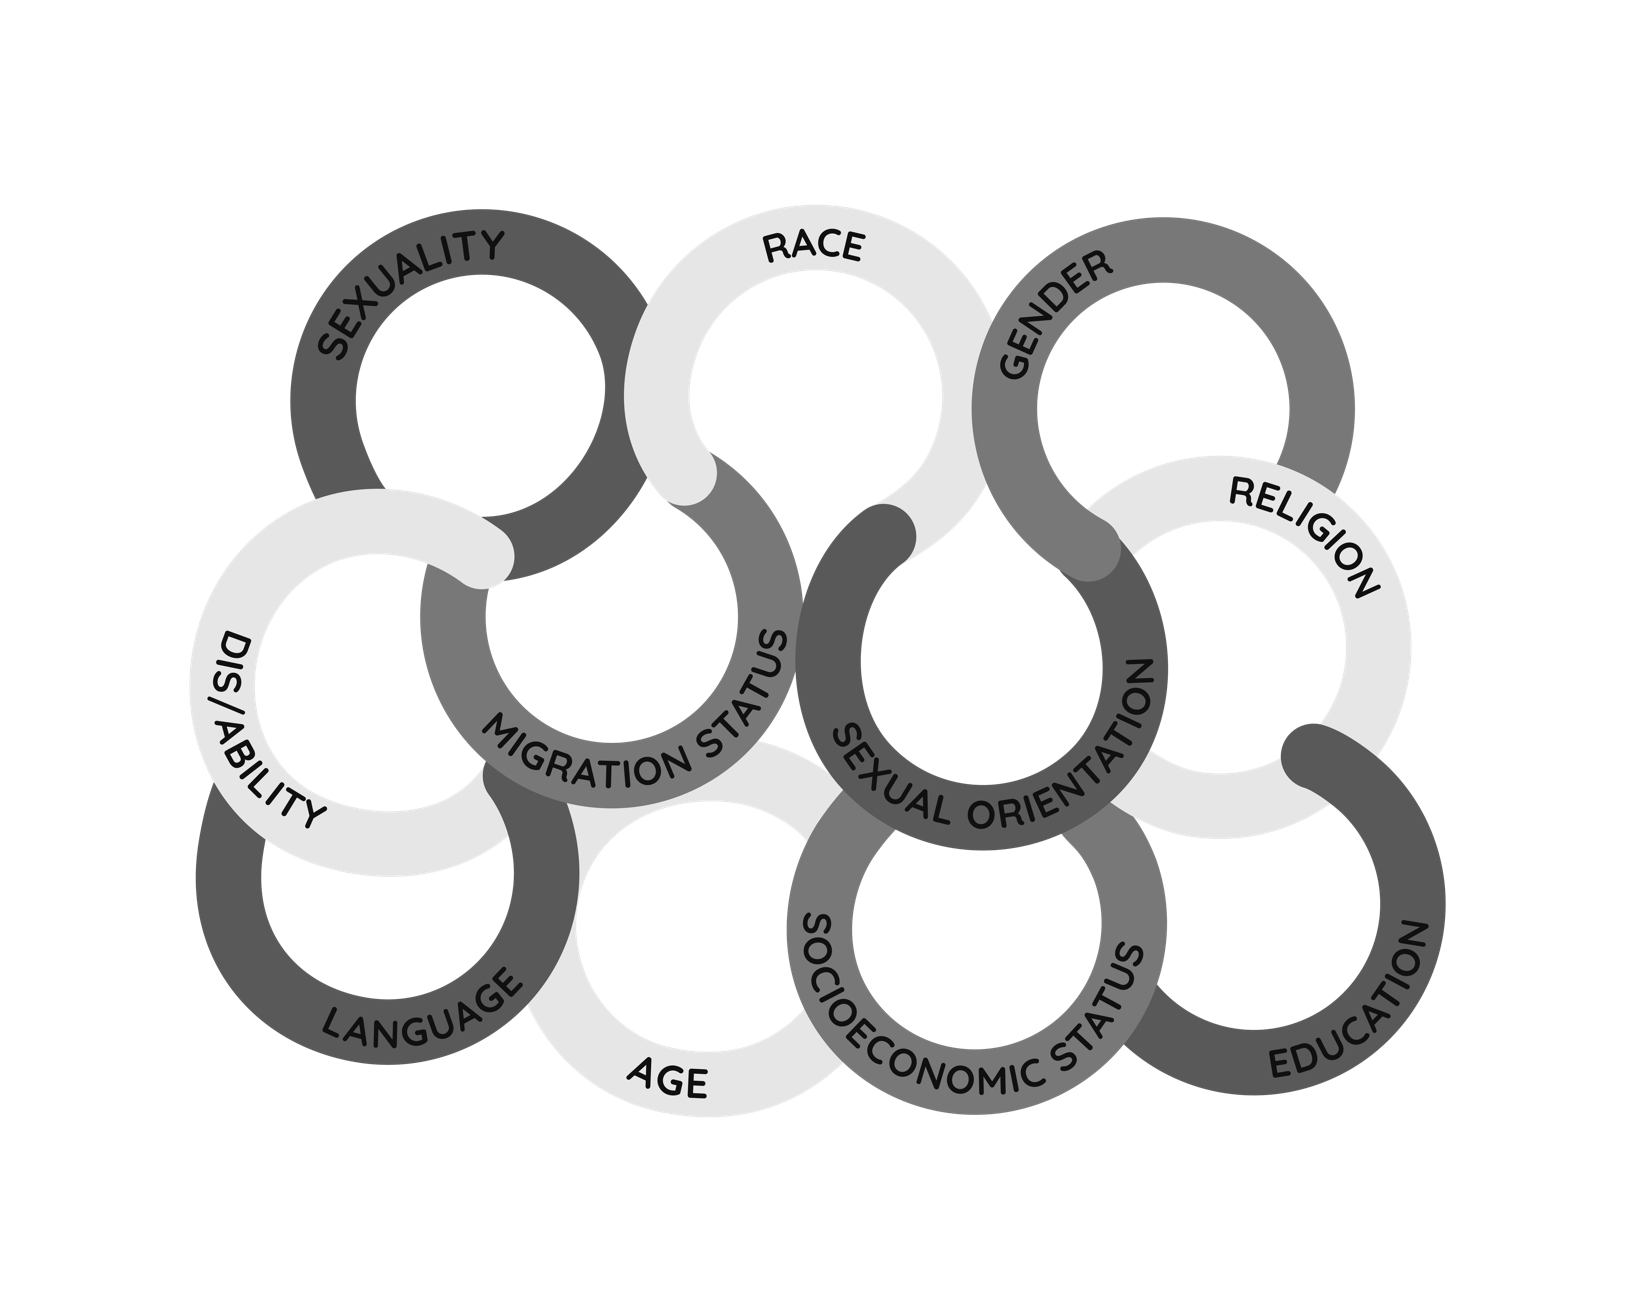 SEXUALITY
RACE
GENDER
RELIGION
DIS/ABILITY
MIGRATION STATUS
SEXUAL ORIENTATION
LANGUAGE
AGE
SOCIOECONOMIC STATUS
EDUCATION